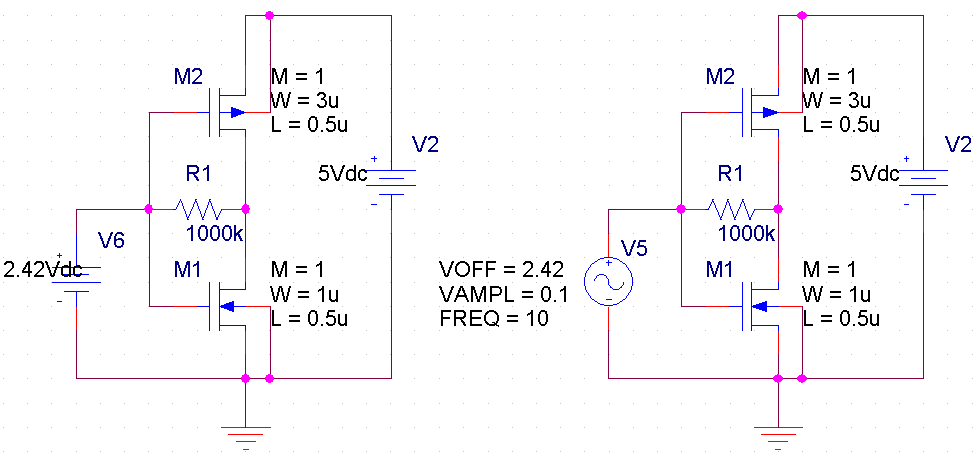 M2
M = 1
W = 3u
L = 0.5u
V2
+
5Vdc
-
R1
1000k
V6
+
2.42Vdc
-
M1
M = 1
W = 1u
L = 0.5u
M2
M = 1
W = 3u
L = 0.5u
V2
+
5Vdc
-
R1
1000k
V5
+
-
VOFF = 2.42
VAMPL = 0.1
FREQ = 10
M1
M = 1
W = 1u
L = 0.5u